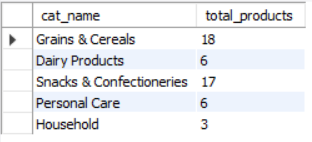 cat_name total_products
Grains & Cereals 18
Dairy Products 6
Snacks & Confectioneries 17
Personal Care 6
Household 3